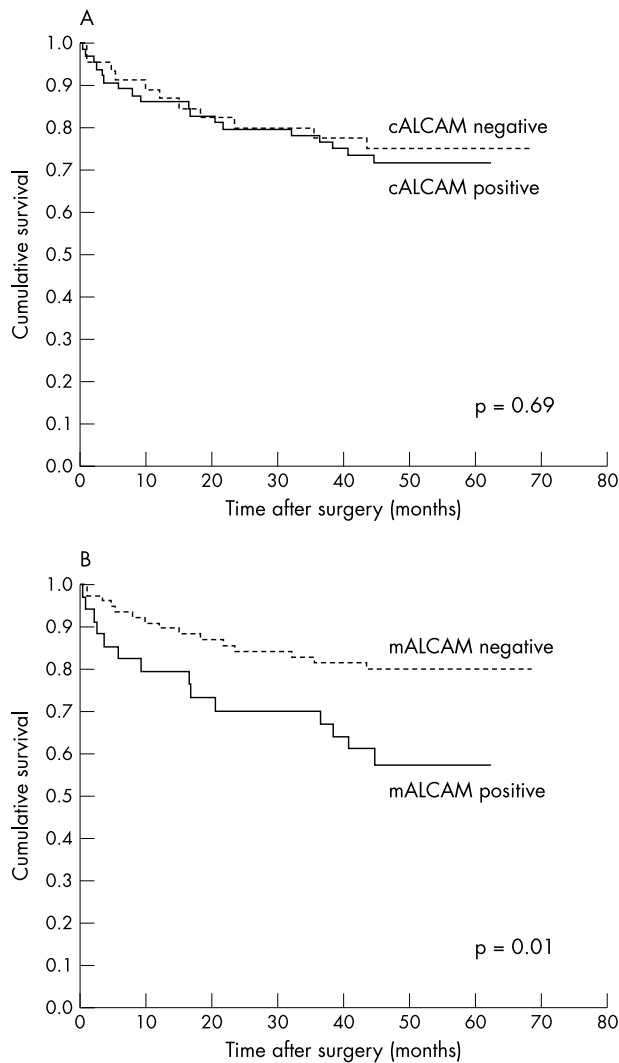 A
1.0
0.9
0.8
0.7
0.6
0.5
0.4
0.3
0.2
0.1
0.0
Cumulative survival
cALCAM negative
cALCAM positive
p = 0.69
0 10 20 30 40 50 60 70 80
Time after surgery (months)
B
1.0
0.9
0.8
0.7
0.6
0.5
0.4
0.3
0.2
0.1
0.0
Cumulative survival
mALCAM negative
mALCAM positive
p = 0.01
0 10 20 30 40 50 60 70 80
Time after surgery (months)